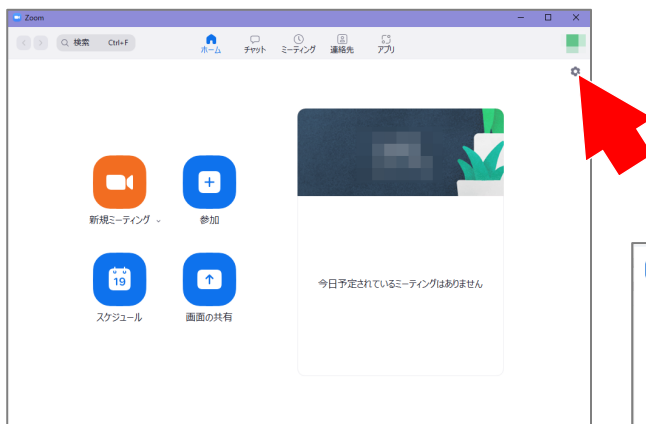 Zoom
検索 Ctrl+F
ホーム
チャット
ミーティング
連絡先
アプリ
新規ミーティング
参加
19
スケジュール
画面の共有
今日予定されているミーティングはありません